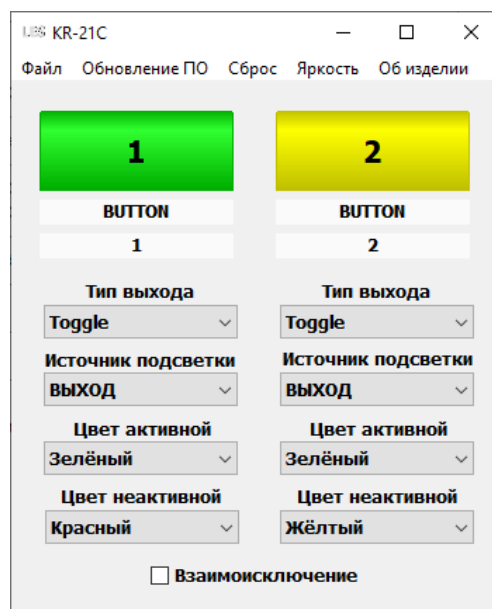 KR-21C
Файл Обновление ПО Сброс Яркость Об изделии
1 2
BUTTON BUTTON
1 2
Тип выхода Тип выхода
Toggle Toggle
Источник подсветки Источник подсветки
ВЫХОД ВЫХОД
Цвет активной Цвет активной
Зелёный Зелёный
Цвет неактивной Цвет неактивной
Красный Жёлтый
Взаимоисключение